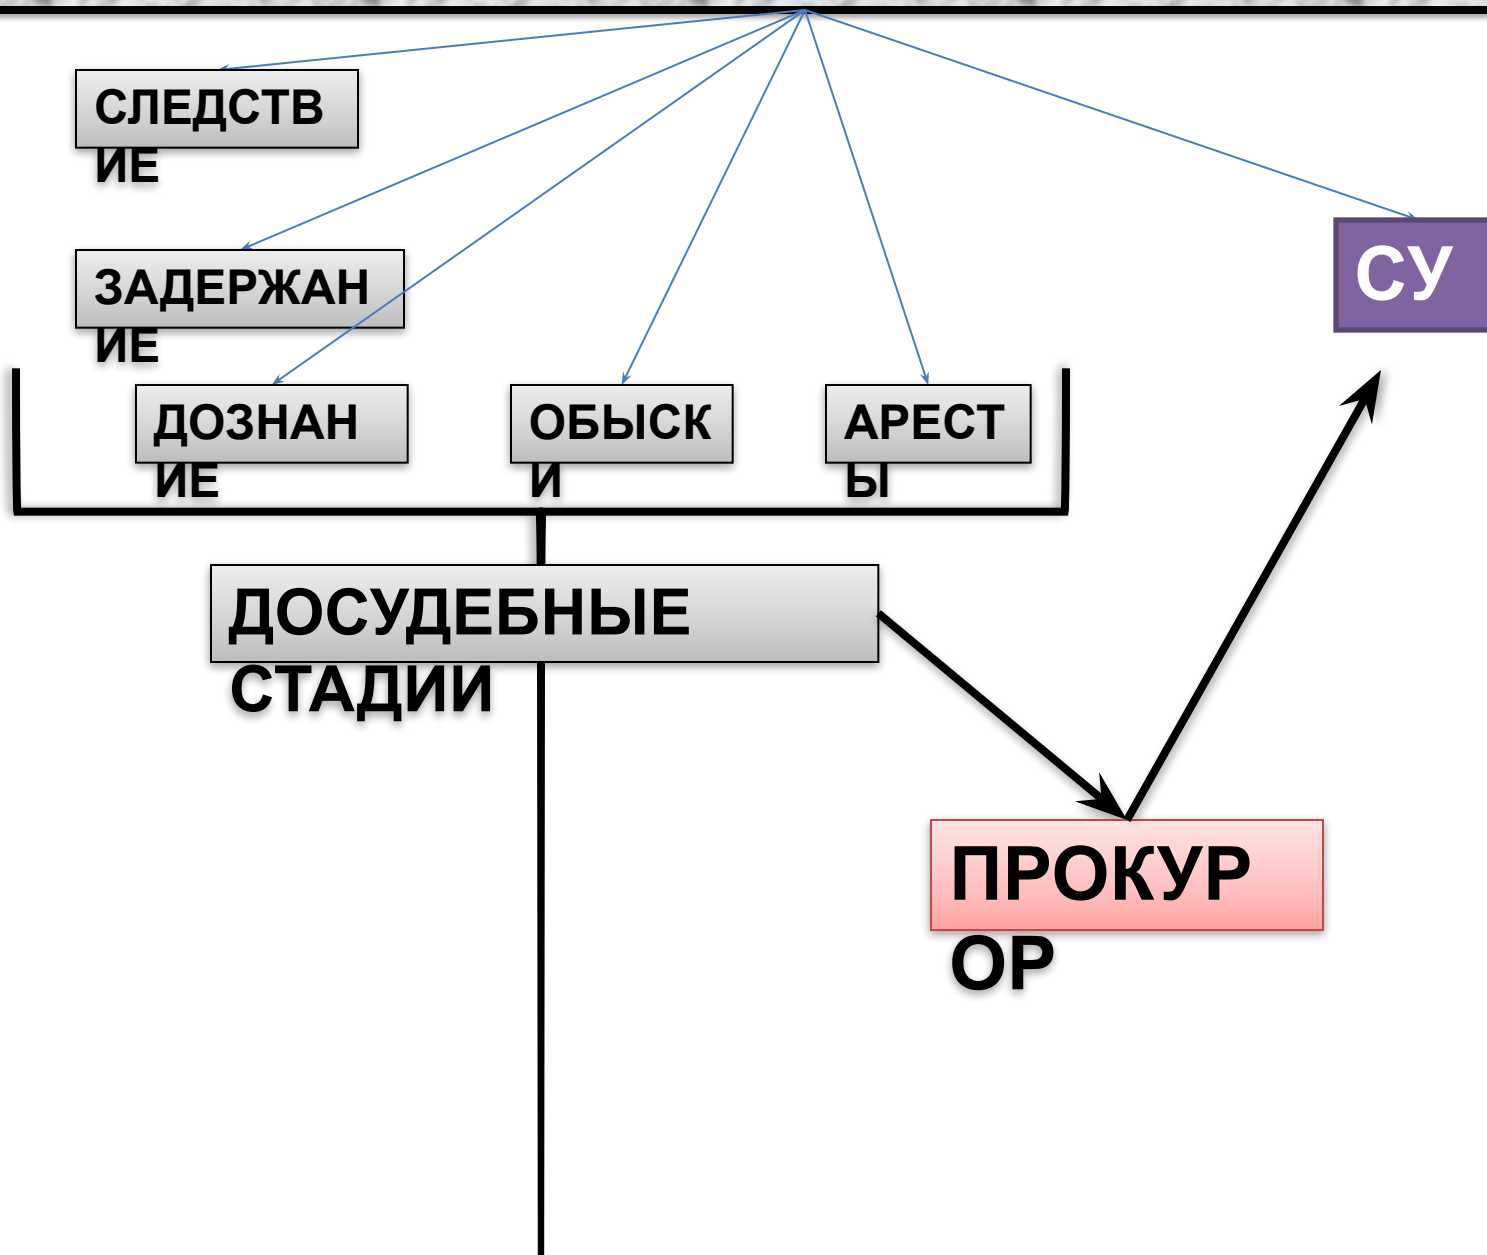 СЛЕДСТВ
ИЕ
ЗАДЕРЖАН
ИЕ
СУ
ДОЗНАН
ИЕ
ОБЫСК
И
АРЕСТ
Ы
ДОСУДЕБНЫЕ
СТАДИИ
ПРОКУР
ОР